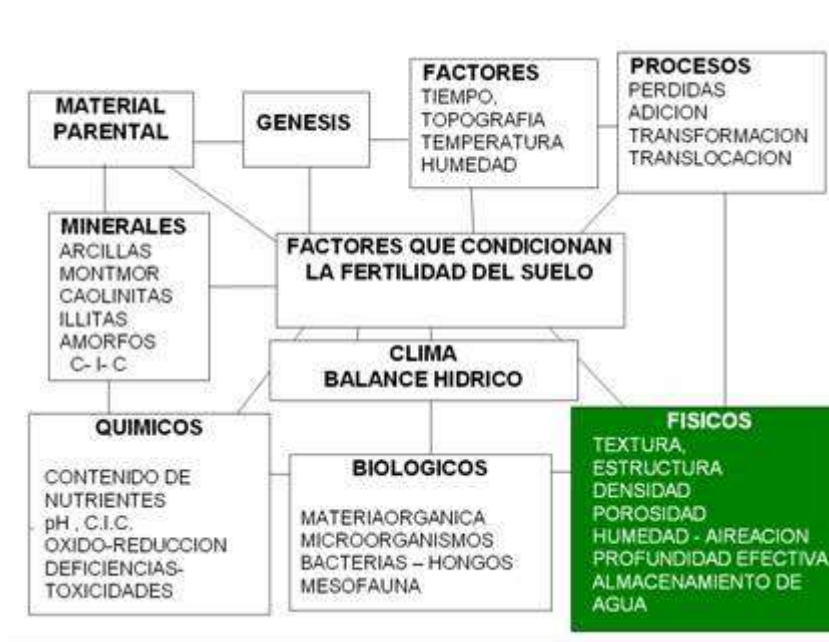 MATERIAL
PARENTAL
GENESIS
FACTORES
TIEMPO,
TOPOGRAFIA
TEMPERATURA
HUMEDAD
PROCESOS
PERDIDAS
ADICION
TRANSFORMACION
TRANSLOCACION
MINERALES
ARCILLAS
MONTMOR
CAOLINITAS
ILLITAS
AMORFOS
C- I- C
FACTORES QUE CONDICIONAN
LA FERTILIDAD DEL SUELO
CLIMA
BALANCE HIDRICO
QUIMICOS
CONTENIDO DE
NUTRIENTES
pH , C.I.C.
OXIDO-REDUCCION
DEFICIENCIAS-
TOXICIDADES
BIOLOGICOS
MATERIAORGANICA
MICROORGANISMOS
BACTERIAS – HONGOS
MESOFAUNA
FISICOS
TEXTURA,
ESTRUCTURA
DENSIDAD
POROSIDAD
HUMEDAD - AIREACION
PROFUNDIDAD EFECTIVA
ALMACENAMIENTO DE
AGUA